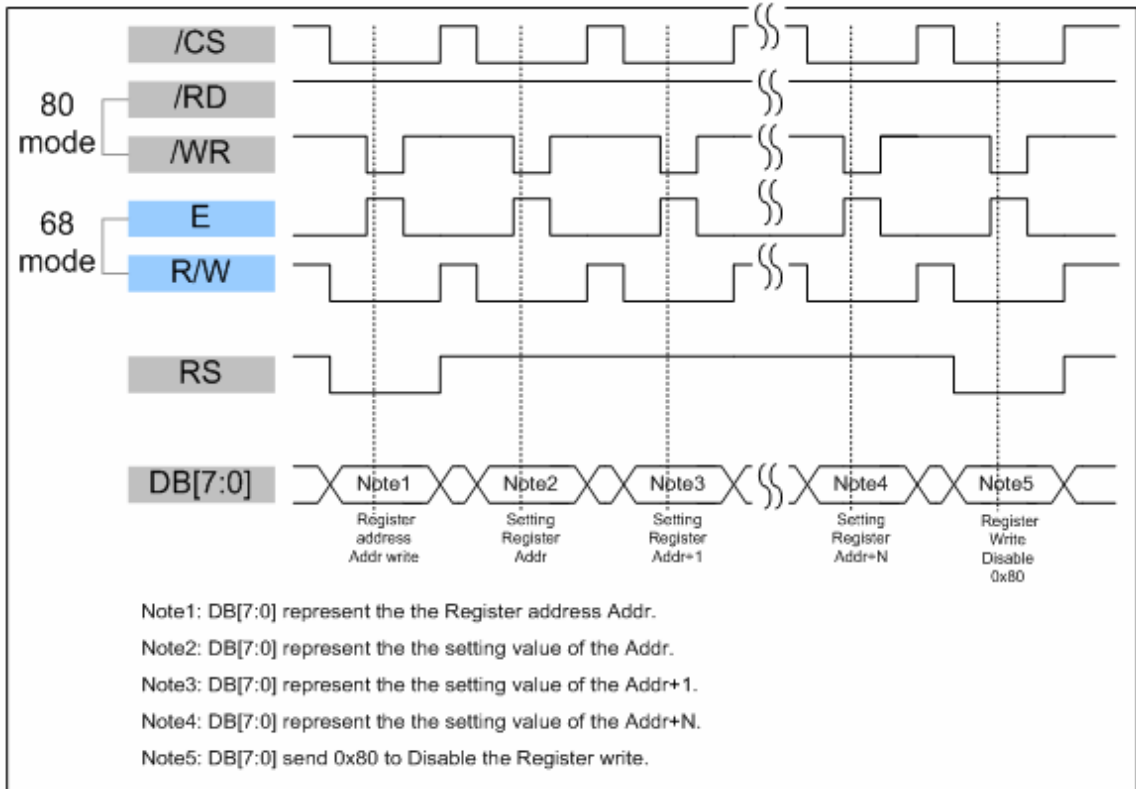 /CS
80
mode
/RD
/WR
68
mode
E
R/W
RS
DB[7:0]
Note1
Note2
Note3
Note4
Note5
Register
address
Addr write
Setting
Register
Addr
Setting
Register
Addr+1
Setting
Register
Addr+N
Register
Write
Disable
0x80
Note1: DB[7:0] represent the the Register address Addr.
Note2: DB[7:0] represent the the setting value of the Addr.
Note3: DB[7:0] represent the the setting value of the Addr+1.
Note4: DB[7:0] represent the the setting value of the Addr+N.
Note5: DB[7:0] send 0x80 to Disable the Register write.